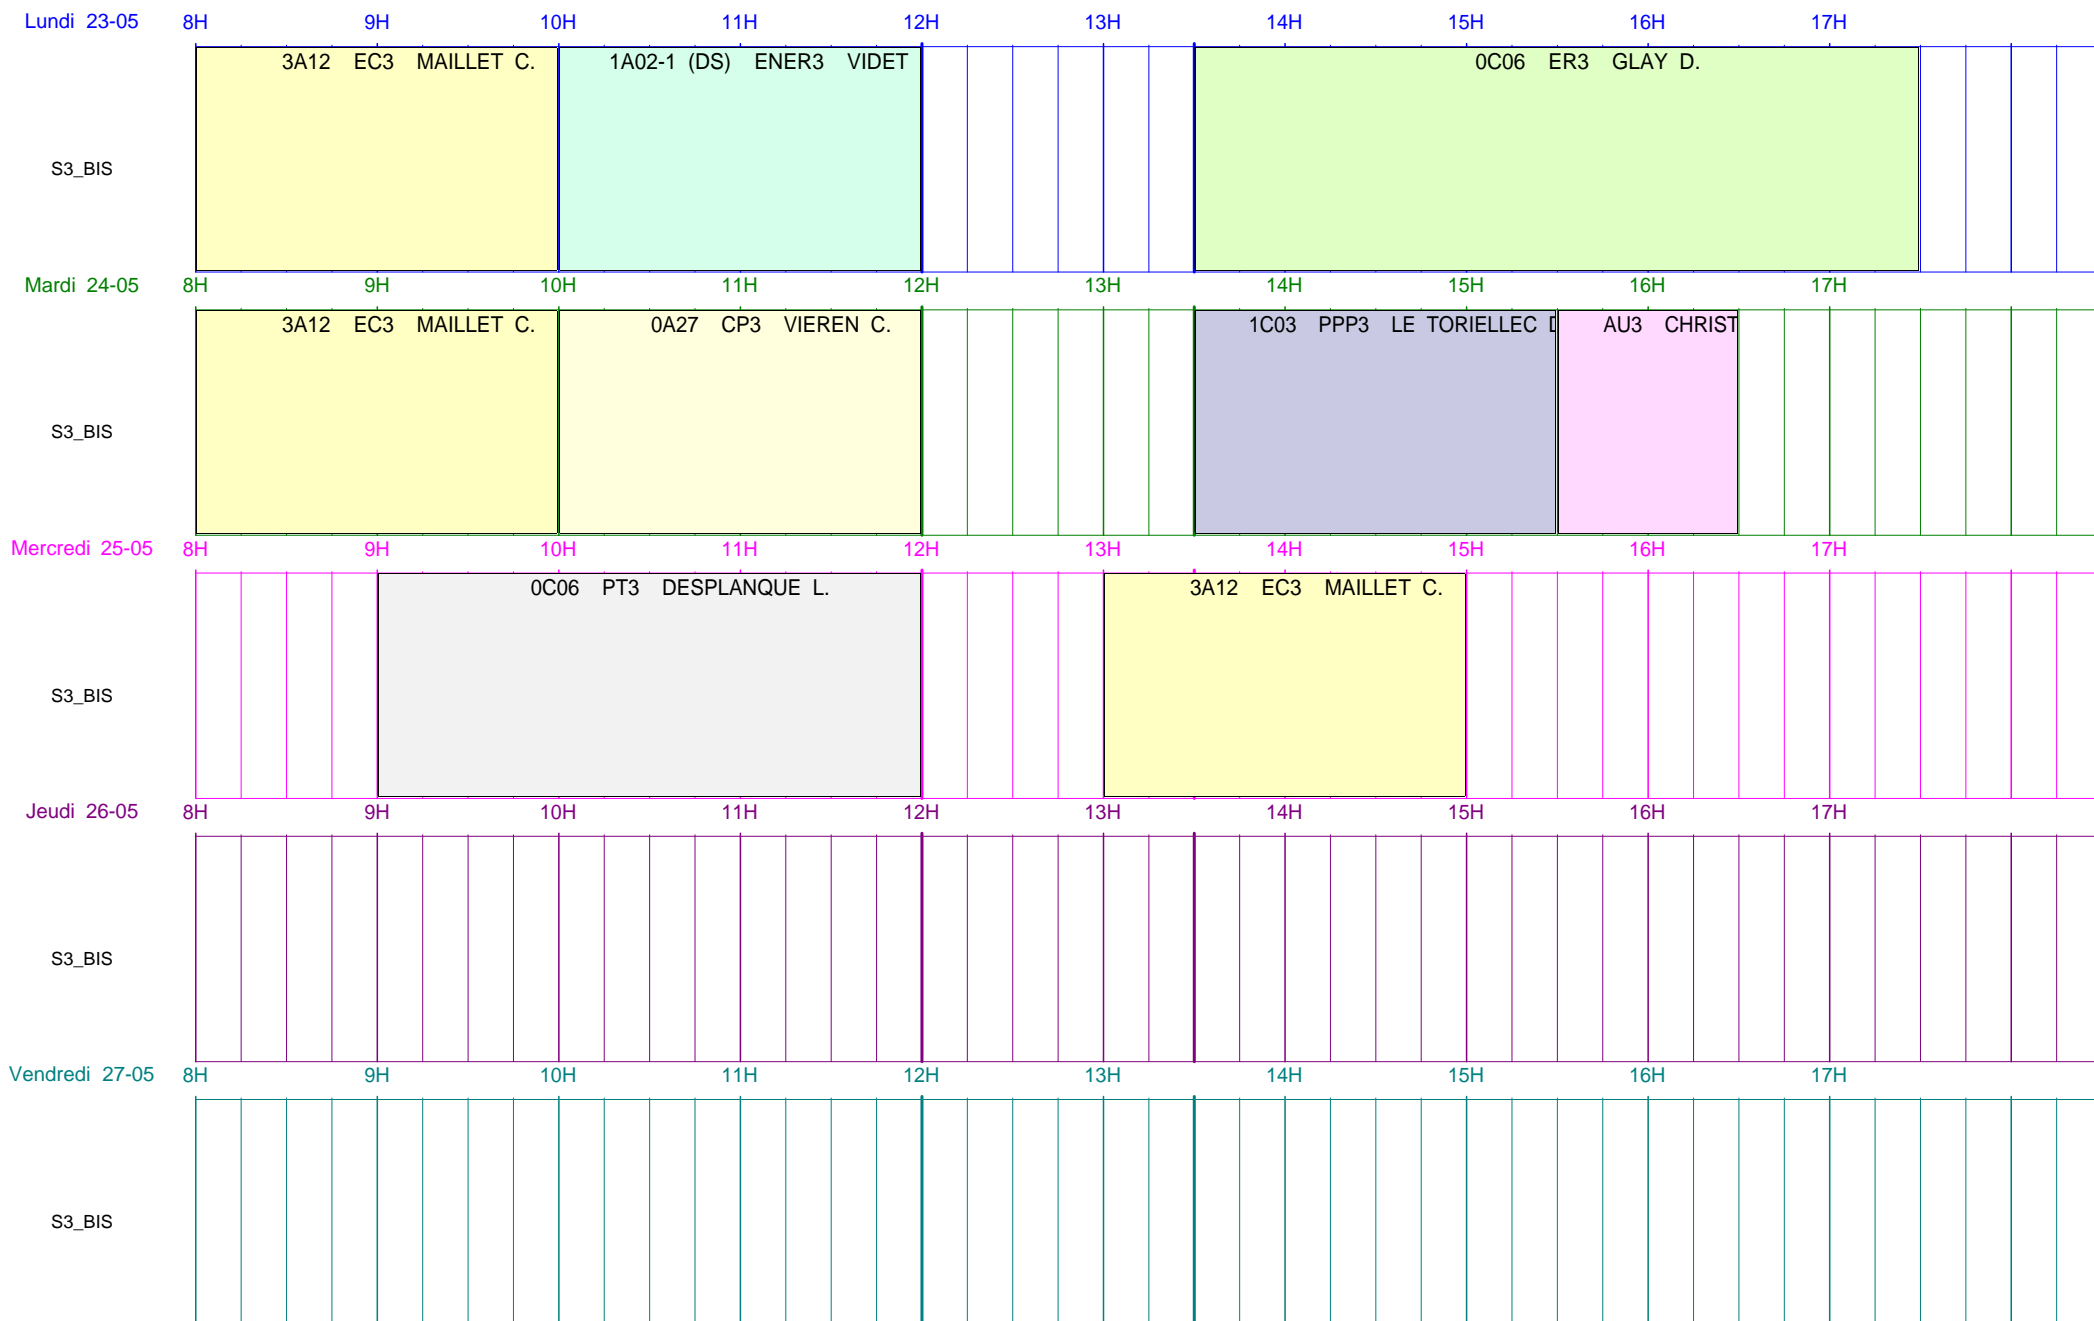 Lundi 23-05 8H 9H 10H 11H 12H 13H 14H 15H 16H 17H
3A12 EC3 MAILLET C. 1A02-1 (DS) ENER3 VIDET 0C06 ER3 GLAY D.
S3_BIS
Mardi 24-05 8H 9H 10H 11H 12H 13H 14H 15H 16H 17H
3A12 EC3 MAILLET C. 0A27 CP3 VIEREN C. 1C03 PPP3 LE TORIELLEC AU3 CHRIST
S3_BIS
Mercredi 25-05 8H 9H 10H 11H 12H 13H 14H 15H 16H 17H
0C06 PT3 DESPLANQUE L. 3A12 EC3 MAILLET C.
S3_BIS
Jeudi 26-05 8H 9H 10H 11H 12H 13H 14H 15H 16H 17H
S3_BIS
Vendredi 27-05 8H 9H 10H 11H 12H 13H 14H 15H 16H 17H
S3_BIS